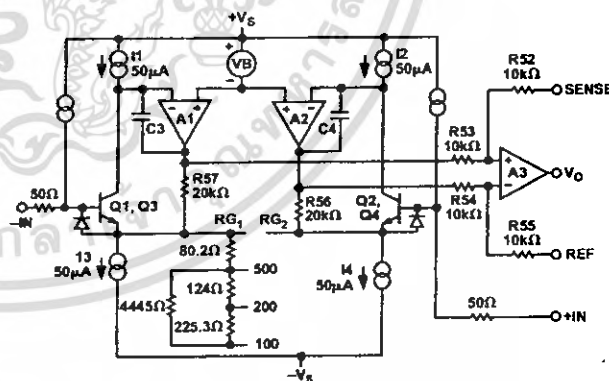 +VS
I1
50µA
VB
+
−
I2
50µA
− +
A1
C3
+ −
A2
C4
R57
20kΩ
R56
20kΩ
R53
10kΩ
R54
10kΩ
R52
10kΩ
SENSE
+
A3
−
VO
R55
10kΩ
REF
50Ω
−IN
Q1, Q3
Q2,
Q4
RG1
RG2
I3
50µA
I4
50µA
80.2Ω
500
124Ω
4445Ω
200
225.3Ω
100
50Ω
+IN
−VS